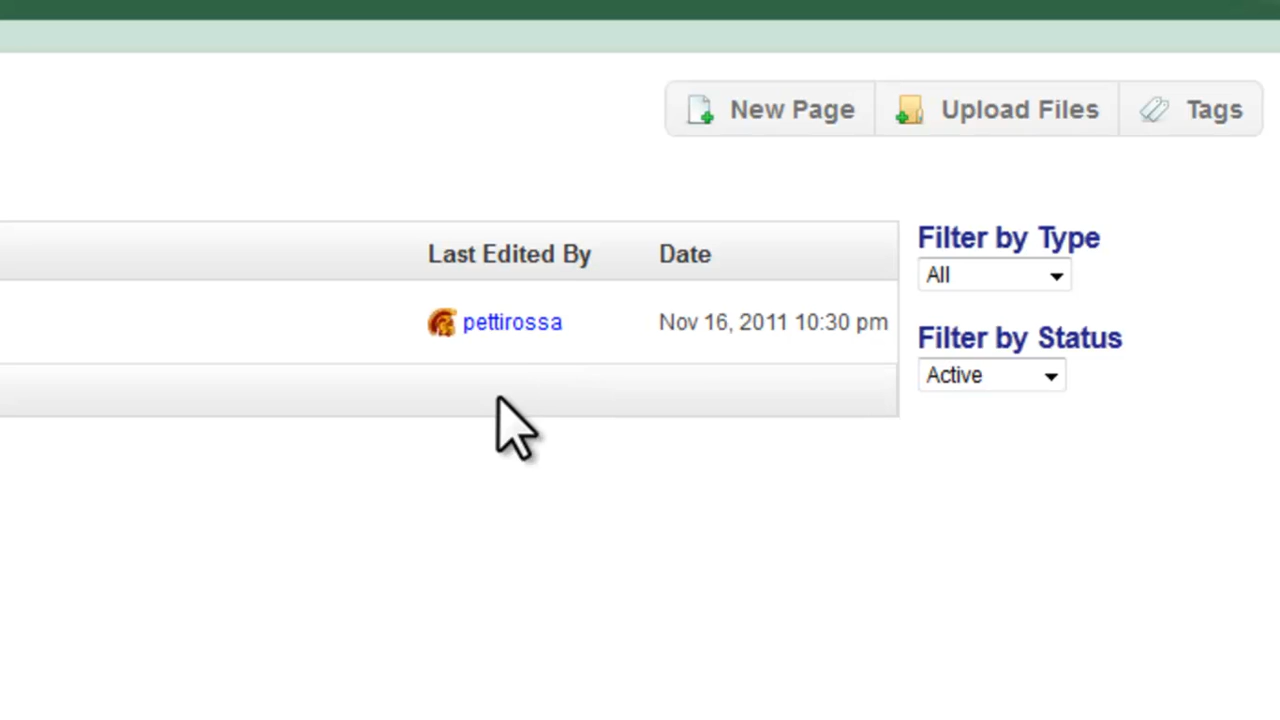 New Page Upload Files Tags
Last Edited By Date
pettirossa Nov 16, 2011 10:30 pm
Filter by Type
All
Filter by Status
Active